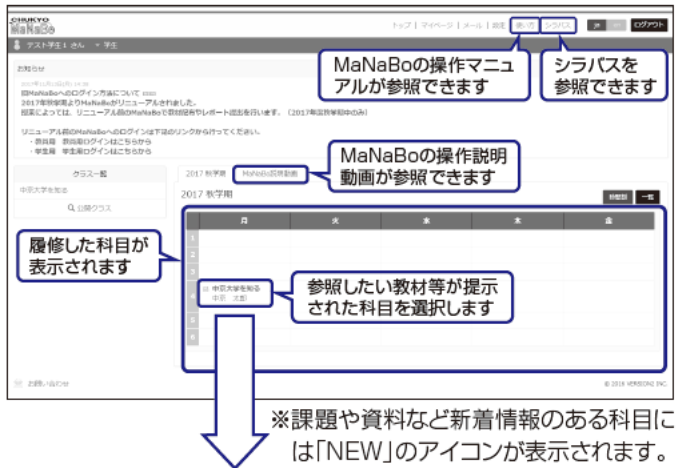 CHUKYO
MaNaBo
トップ | マイページ | メール | 設定 使い方 シラバス
ログアウト
テスト学生1 さん 学生
お知らせ
旧MaNaBoへのログイン方法について
2017年秋学期よりMaNaBoがリニューアルされました。
授業によっては、リニューアル前のMaNaBoで教材配布やレポート提出を行います。（2017年度秋学期中のみ）
リニューアル前のMaNaBoへのログインは下記のリンクから行ってください。
・教員用 教員用ログインはこちらから
・学生用 学生用ログインはこちらから
MaNaBoの操作マニュ
アルが参照できます
シラバスを
参照できます
クラス一覧
中京大学を知る
公開クラス
2017 秋学期 MaNaBo説明動画
MaNaBoの操作説明
動画が参照できます
2017 秋学期
一覧
月 火 水 木 金
1
2
3
4
5
6
履修した科目が
表示されます
中京大学を知る
中京 太郎
参照したい教材等が提示
された科目を選択します
お問い合わせ
© 2016 VERSION2 INC.
※課題や資料など新着情報のある科目に
は「NEW」のアイコンが表示されます。